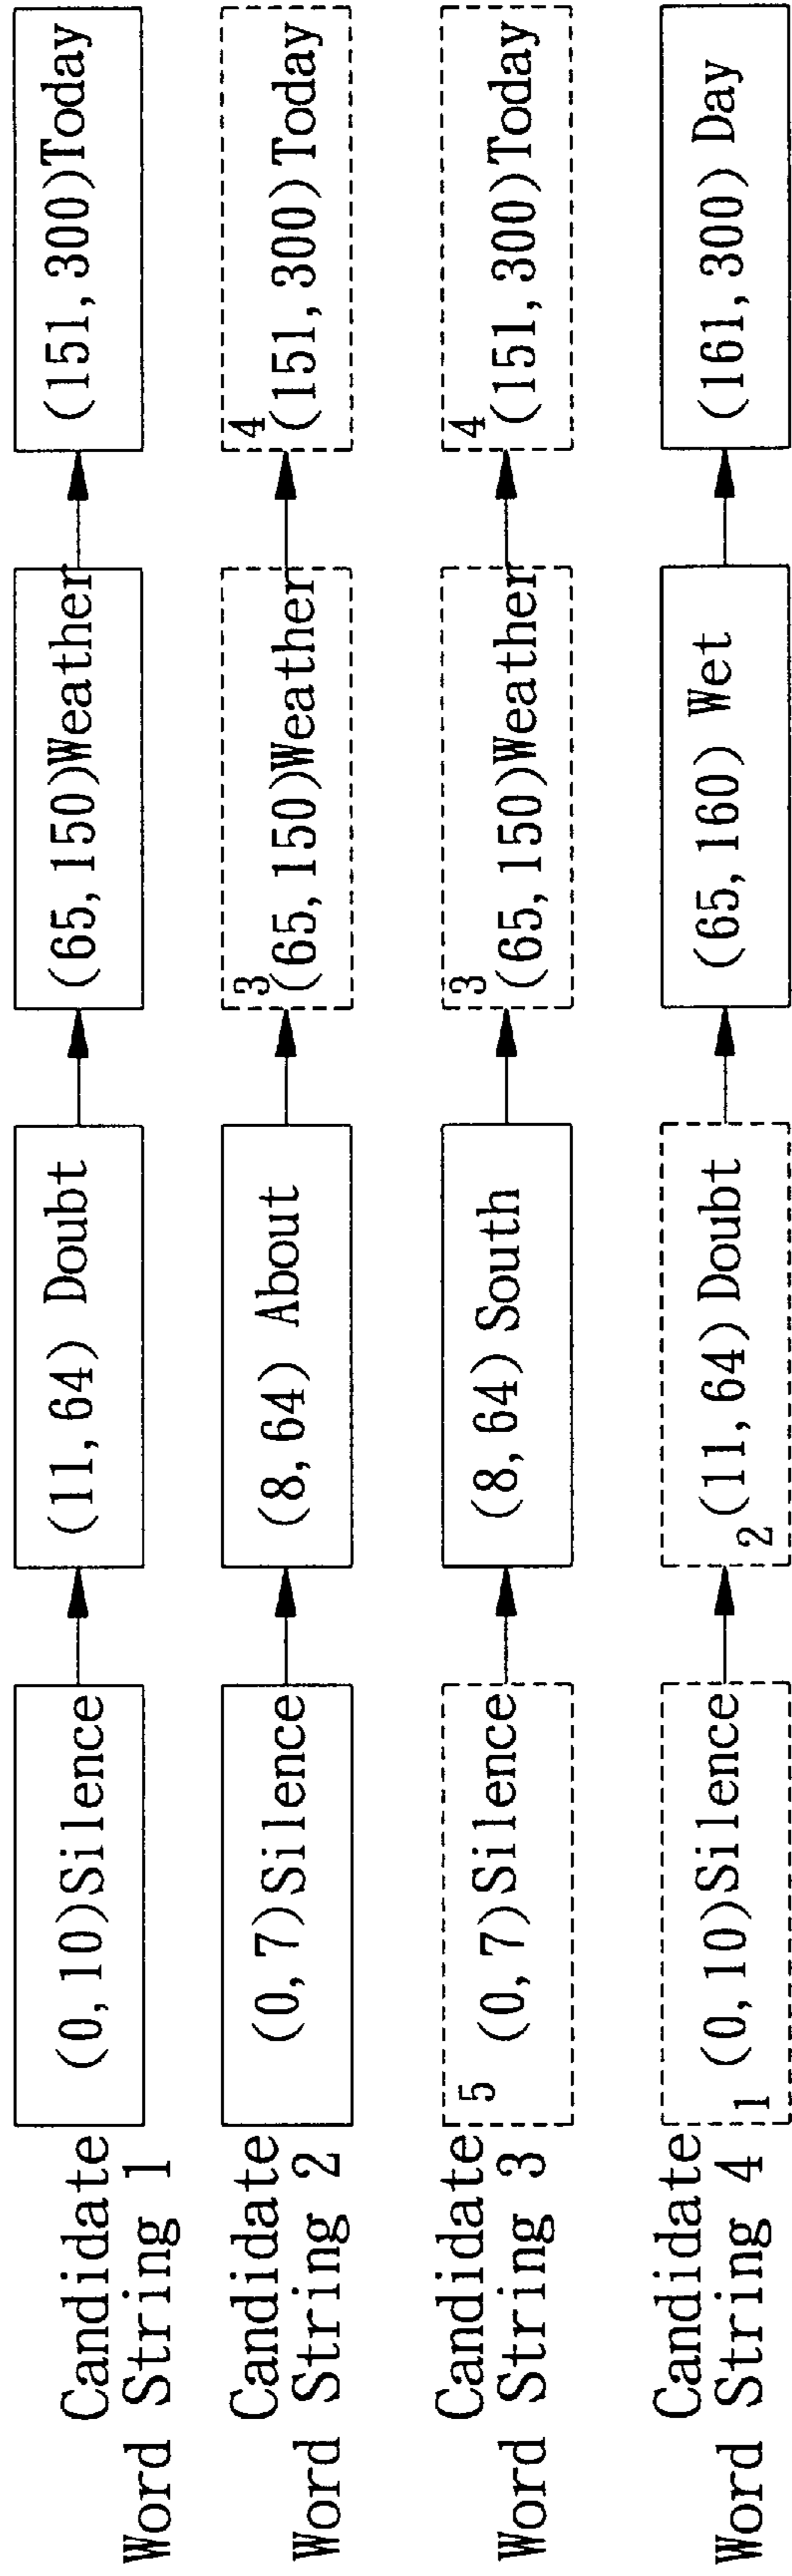 Candidate
Word String 1
(0, 10)Silence
(11, 64) Doubt
(65, 150)Weather
(151, 300)Today
Candidate
Word String 2
(0, 7)Silence
(8, 64) About
3
(65, 150)Weather
4
(151, 300)Today
Candidate
Word String 3
5
(0, 7)Silence
(8, 64) South
3
(65, 150)Weather
4
(151, 300)Today
Candidate
Word String 4
1
(0, 10)Silence
2
(11, 64) Doubt
(65, 160) Wet
(161, 300) Day